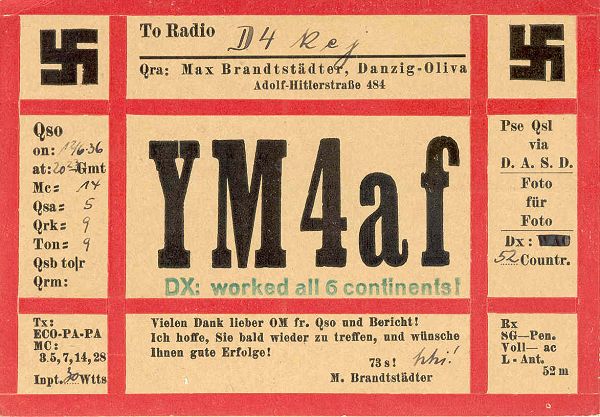 To Radio D4 
Qra: Max Brandtstädter, Danzig-Oliva
Adolf-Hitlerstraße 484
Qso
on: 12/6·36
at: Gmt
Mc= 14
Qsa= 5
Qrk= 9
Ton= 9
Qsb to|r
Qrm:
YM4af
DX: worked all 6 continents!
Pse Qsl
via
D. A. S. D.
Foto
für
Foto
Dx: WAC
52 Countr.
Tx:
ECO-PA-PA
MC:
3.5, 7, 14, 28
Inpt. 30 Wtts
Vielen Dank lieber OM fr. Qso und Bericht!
Ich hoffe, Sie bald wieder zu treffen, und wünsche
Ihnen gute Erfolge!
73 s!
M. Brandtstädter
Rx
SG—Pen.
Voll— ac
L - Ant.
52 m